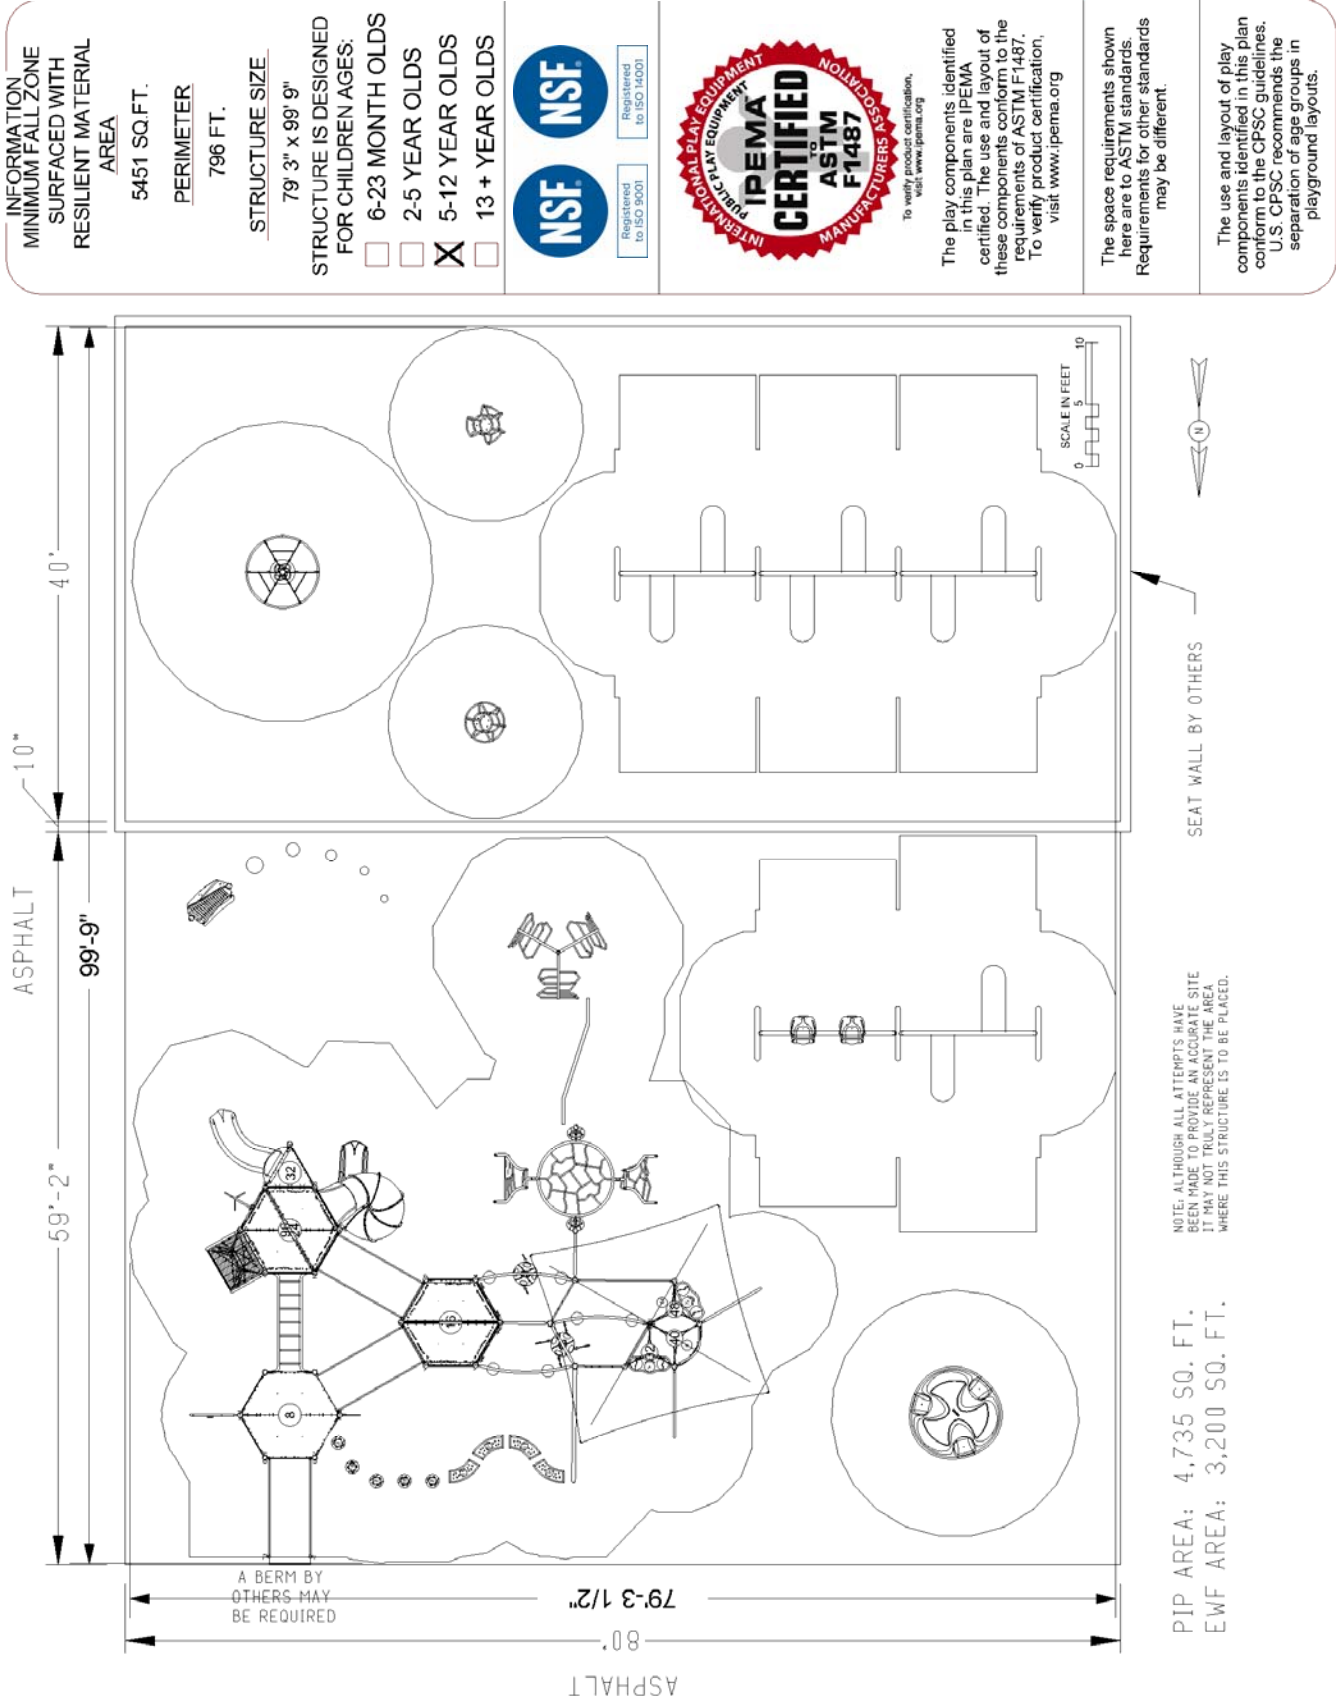 INFORMATION
MINIMUM FALL ZONE
SURFACED WITH
RESILIENT MATERIAL
AREA
5451 SQ.FT.
PERIMETER
796 FT.
STRUCTURE SIZE
79' 3" x 99' 9"
STRUCTURE IS DESIGNED
FOR CHILDREN AGES:
6-23 MONTH OLDS
2-5 YEAR OLDS
X 5-12 YEAR OLDS
13 + YEAR OLDS
NSF®
Registered
to ISO 9001
NSF®
Registered
to ISO 14001
INTERNATIONAL PLAY EQUIPMENT
MANUFACTURERS ASSOCIATION
PUBLIC PLAY EQUIPMENT
IPEMA
CERTIFIED
TO
ASTM
F1487
To verify product certification,
visit www.ipema.org
The play components identified
in this plan are IPEMA
certified. The use and layout of
these components conform to the
requirements of ASTM F1487.
To verify product certification,
visit www.ipema.org
The space requirements shown
here are to ASTM standards.
Requirements for other standards
may be different.
The use and layout of play
components identified in this plan
conform to the CPSC guidelines.
U.S. CPSC recommends the
separation of age groups in
playground layouts.
ASPHALT
10"
59'-2"
40'
99'-9"
A BERM BY
OTHERS MAY
BE REQUIRED
79'-3 1/2"
80'
ASPHALT
8
32
16
48
40
SCALE IN FEET
0 5 10
N
SEAT WALL BY OTHERS
NOTE: ALTHOUGH ALL ATTEMPTS HAVE
BEEN MADE TO PROVIDE AN ACCURATE SITE
IT MAY NOT TRULY REPRESENT THE AREA
WHERE THIS STRUCTURE IS TO BE PLACED.
PIP AREA: 4,735 SQ. FT.
EWF AREA: 3,200 SQ. FT.